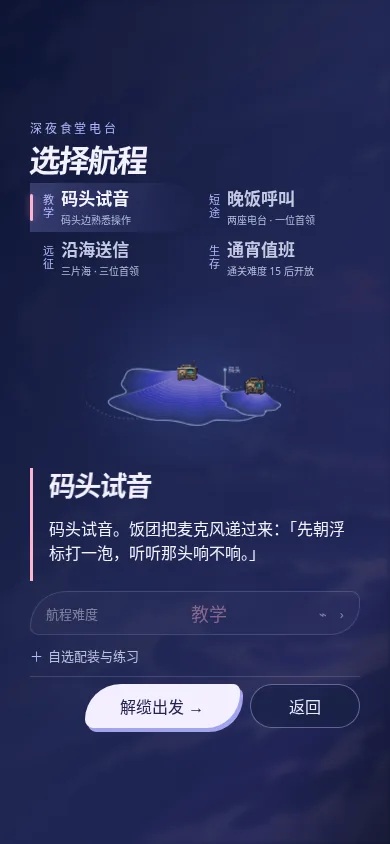 深夜食堂电台
选择航程
教学
码头试音
码头边熟悉操作
短途
晚饭呼叫
两座电台 · 一位首领
远征
沿海送信
三片海 · 三位首领
生存
通宵值班
通关难度 15 后开放
码头
码头试音
码头试音。饭团把麦克风递过来:「先朝浮
标打一泡，听听那头响不响。」
航程难度
教学
＋ 自选配装与练习
解缆出发 →
返回